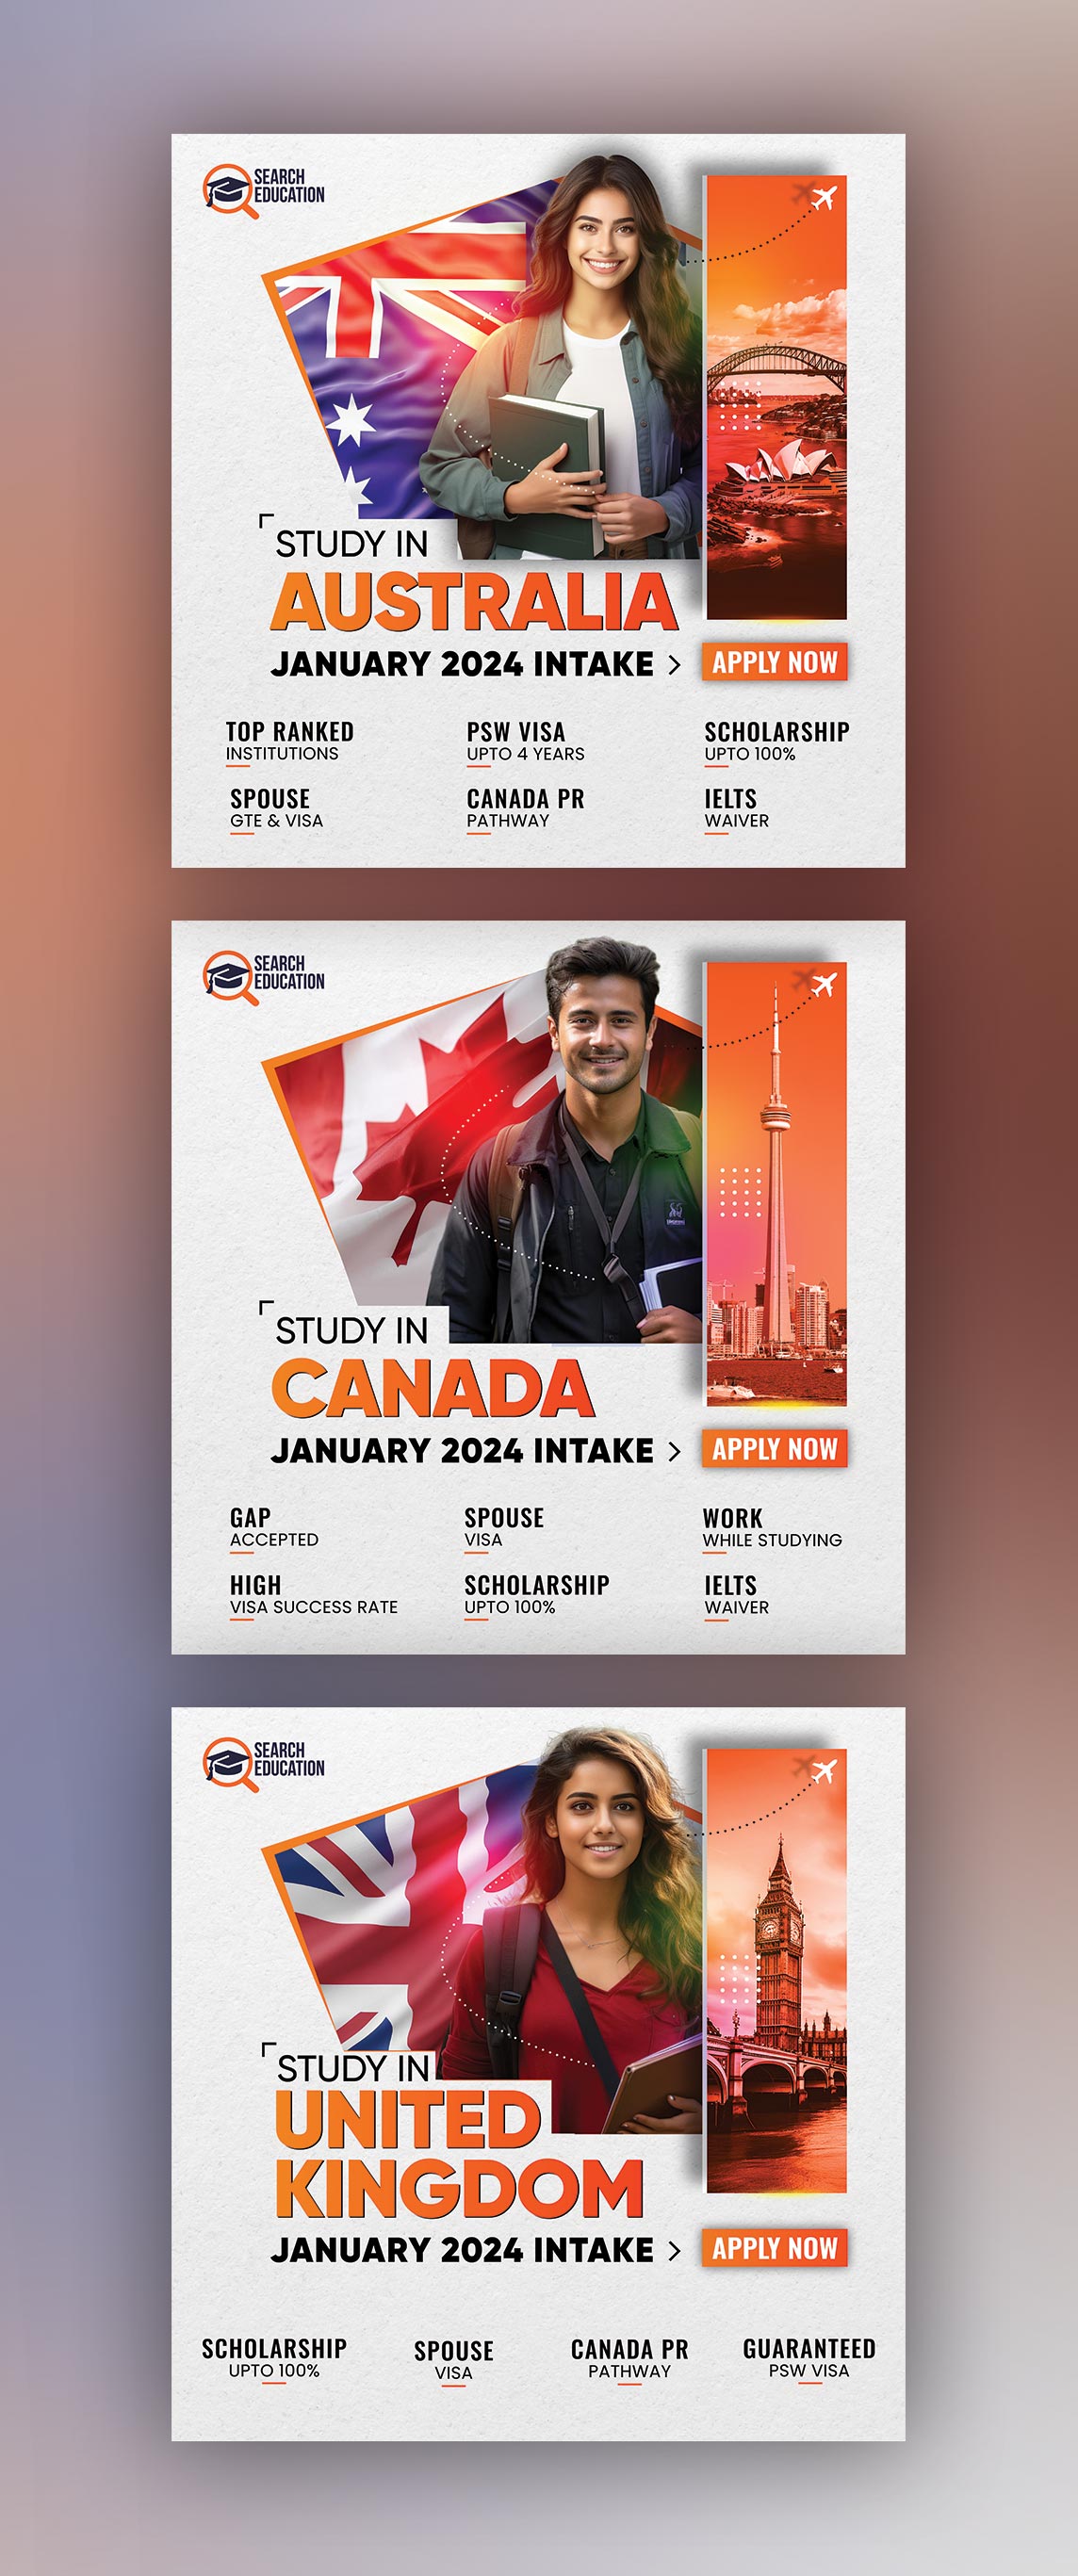 SEARCH
EDUCATION
STUDY IN
AUSTRALIA
JANUARY 2024 INTAKE >
APPLY NOW
TOP RANKED
INSTITUTIONS
PSW VISA
UPTO 4 YEARS
SCHOLARSHIP
UPTO 100%
SPOUSE
GTE & VISA
CANADA PR
PATHWAY
IELTS
WAIVER
SEARCH
EDUCATION
STUDY IN
CANADA
JANUARY 2024 INTAKE >
APPLY NOW
GAP
ACCEPTED
SPOUSE
VISA
WORK
WHILE STUDYING
HIGH
VISA SUCCESS RATE
SCHOLARSHIP
UPTO 100%
IELTS
WAIVER
SEARCH
EDUCATION
STUDY IN
UNITED
KINGDOM
JANUARY 2024 INTAKE >
APPLY NOW
SCHOLARSHIP
UPTO 100%
SPOUSE
VISA
CANADA PR
PATHWAY
GUARANTEED
PSW VISA